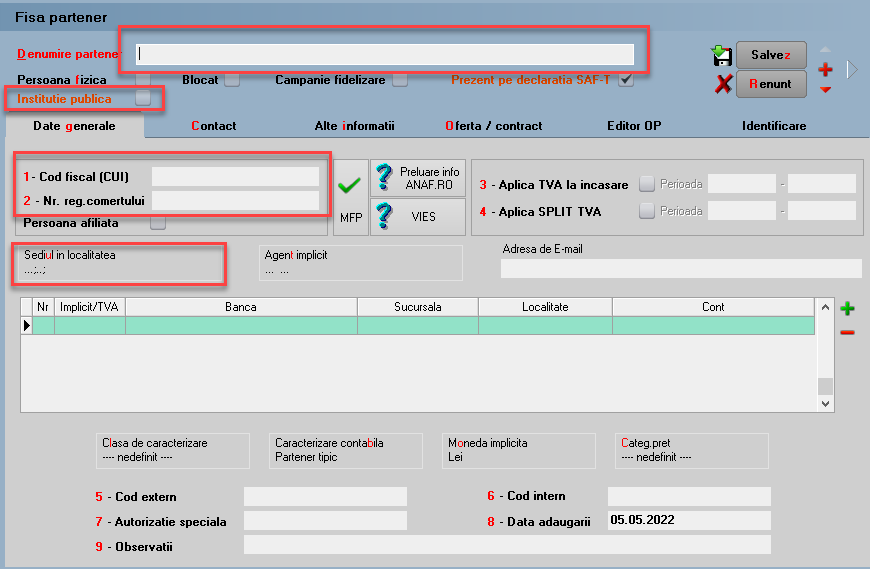 Fisa partener
Denumire partener
Salvez
Persoana fizica Blocat Campanie fidelizare Prezent pe declaratia SAF-T
Renunt
Institutie publica
Date generale Contact Alte informatii Oferta / contract Editor OP Identificare
1 - Cod fiscal (CUI)
2 - Nr. reg.comertului
Persoana afiliata
MFP
Preluare info
ANAF.RO
VIES
3 - Aplica TVA la incasare Perioada -
4 - Aplica SPLIT TVA Perioada -
Sediul in localitatea
...;..;
Agent implicit
... ...
Adresa de E-mail
Nr Implicit/TVA Banca Sucursala Localitate Cont
Clasa de caracterizare
---- nedefinit ----
Caracterizare contabila
Partener tipic
Moneda implicita
Lei
Categ.pret
---- nedefinit ----
5 - Cod extern
6 - Cod intern
7 - Autorizatie speciala
8 - Data adaugarii 05.05.2022
9 - Observatii